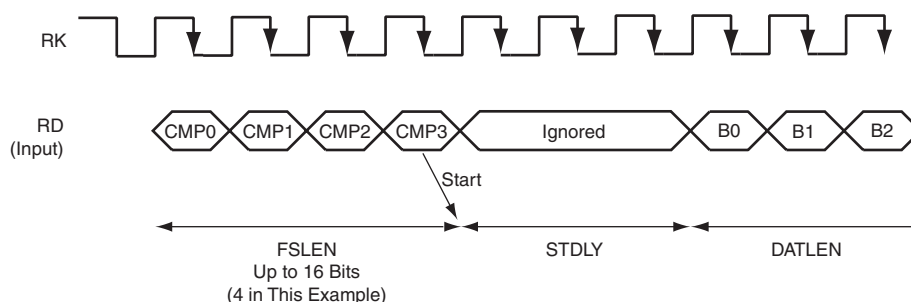 RK
RD
(Input)
CMP0 CMP1 CMP2 CMP3 Ignored B0 B1 B2
Start
FSLEN STDLY DATLEN
Up to 16 Bits
(4 in This Example)